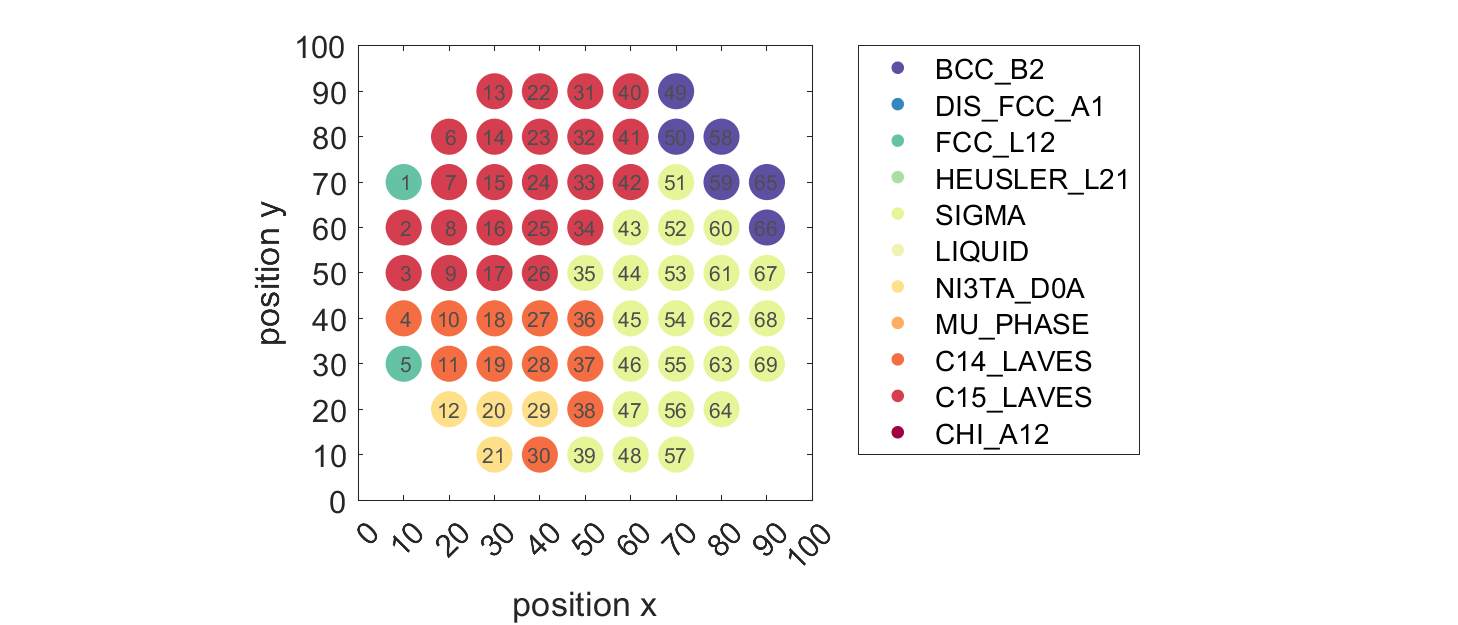 100
90 13 22 31 40 49
80 6 14 23 32 41 50 58
70 1 7 15 24 33 42 51 59 65
60 2 8 16 25 34 43 52 60 66
50 3 9 17 26 35 44 53 61 67
40 4 10 18 27 36 45 54 62 68
30 5 11 19 28 37 46 55 63 69
20 12 20 29 38 47 56 64
10 21 30 39 48 57
0
position y
0 10 20 30 40 50 60 70 80 90 100
position x
BCC_B2
DIS_FCC_A1
FCC_L12
HEUSLER_L21
SIGMA
LIQUID
NI3TA_D0A
MU_PHASE
C14_LAVES
C15_LAVES
CHI_A12